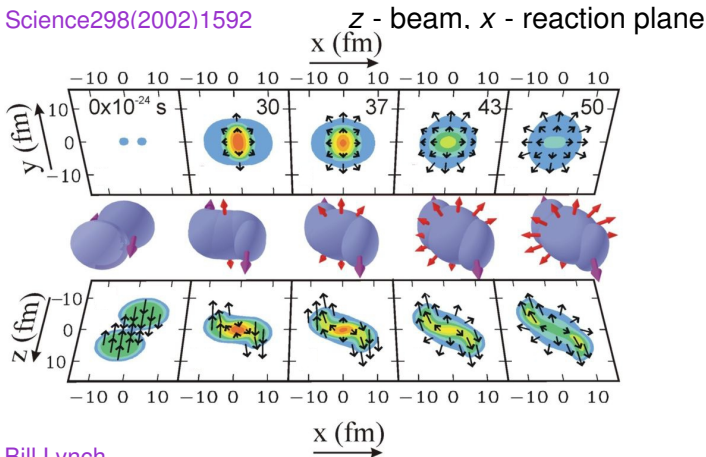 Science298(2002)1592
z - beam, x - reaction plane
x (fm)
−10 0 10 −10 0 10 −10 0 10 −10 0 10 −10 0 10
y (fm)
10
0
−10
0x10⁻²⁴ s 30 37 43 50
z (fm)
−10
0
10
−10 0 10 −10 0 10 −10 0 10 −10 0 10 −10 0 10
x (fm)
Bill Lynch